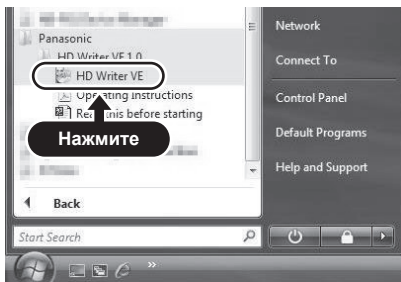 Panasonic
HD Writer VE 1.0
HD Writer VE
Operating Instructions
Read this before starting
Нажмите
Back
Start Search
Network
Connect To
Control Panel
Default Programs
Help and Support